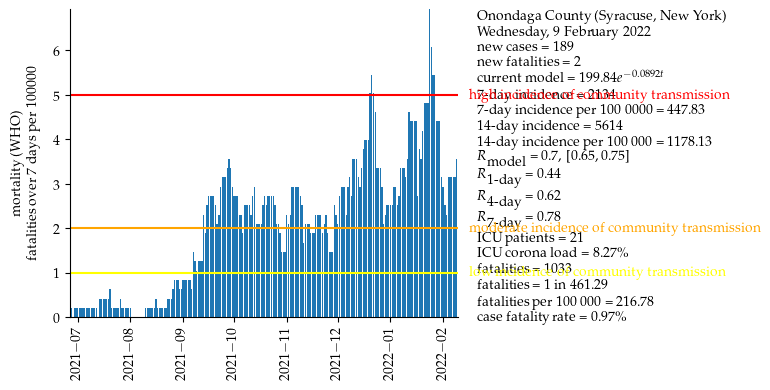 mortality (WHO)
fatalities over 7 days per 100000
6
5
4
3
2
1
0
2021−07
2021−08
2021−09
2021−10
2021−11
2021−12
2022−01
2022−02
Onondaga County (Syracuse, New York)
Wednesday, 9 February 2022
new cases = 189
new fatalities = 2
current model = 199.84e^{−0.0892t}
7-day incidence = 2134
high incidence of community transmission
7-day incidence per 100 0000 = 447.83
14-day incidence = 5614
14-day incidence per 100 000 = 1178.13
R_model = 0.7, [0.65, 0.75]
R_1-day = 0.44
R_4-day = 0.62
R_7-day = 0.78
moderate incidence of community transmission
ICU patients = 21
ICU corona load = 8.27%
fatalities = 1033
low incidence of community transmission
fatalities = 1 in 461.29
fatalities per 100 000 = 216.78
case fatality rate = 0.97%